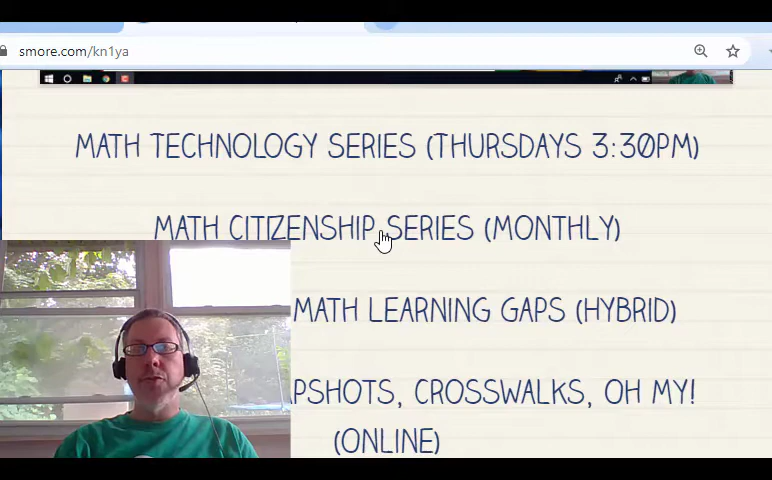 smore.com/kn1ya
MATH TECHNOLOGY SERIES (THURSDAYS 3:30PM)
MATH CITIZENSHIP SERIES (MONTHLY)
MATH LEARNING GAPS (HYBRID)
PSHOTS, CROSSWALKS, OH MY!
(ONLINE)